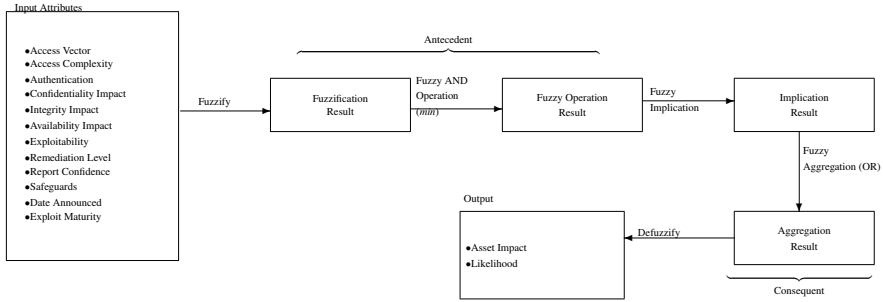 Input Attributes
●Access Vector
●Access Complexity
●Authentication
●Confidentiality Impact
●Integrity Impact
●Availability Impact
●Exploitability
●Remediation Level
●Report Confidence
●Safeguards
●Date Announced
●Exploit Maturity
Fuzzify
Antecedent
Fuzzification
Result
Fuzzy AND
Operation
(min)
Fuzzy Operation
Result
Fuzzy
Implication
Implication
Result
Fuzzy
Aggregation (OR)
Aggregation
Result
Consequent
Defuzzify
Output
●Asset Impact
●Likelihood